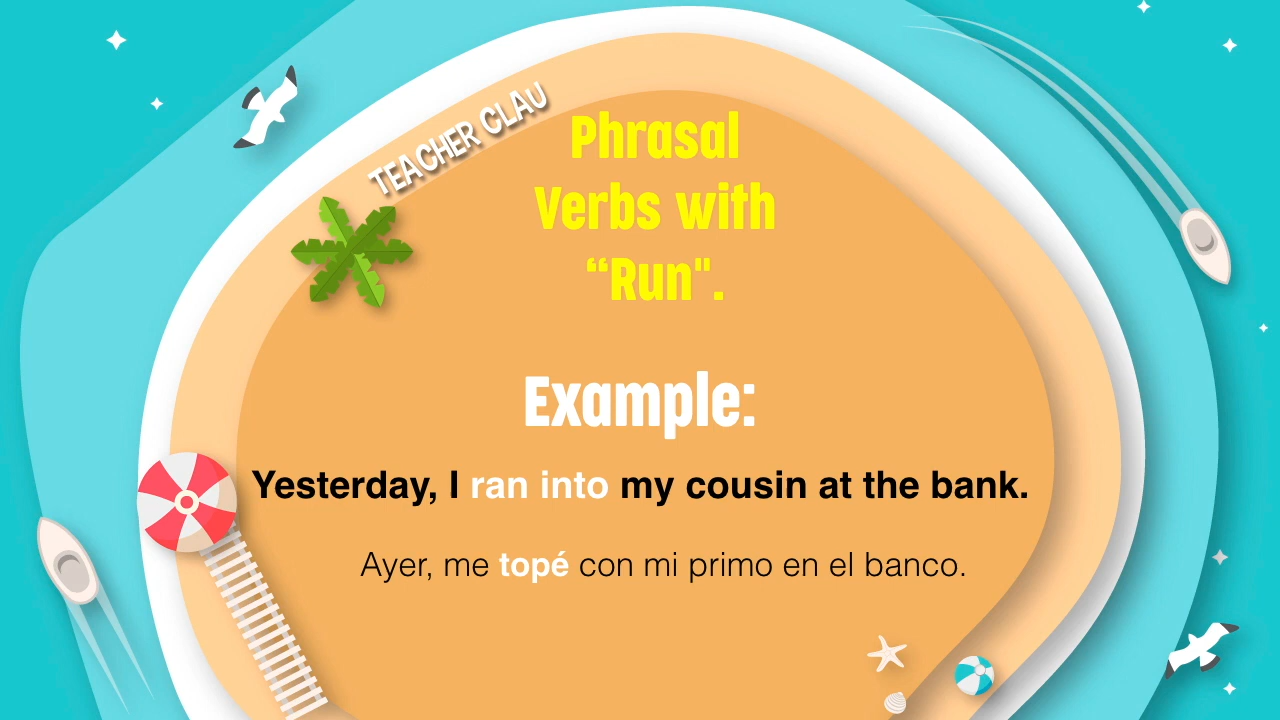 TEACHER CLAU
Phrasal
Verbs with
“Run".
Example:
Yesterday, I ran into my cousin at the bank.
Ayer, me topé con mi primo en el banco.